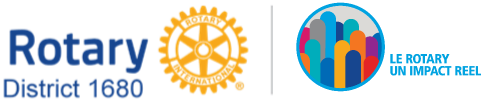 Rotary
District 1680
ROTARY
INTERNATIONAL
®
LE ROTARY
UN IMPACT REEL